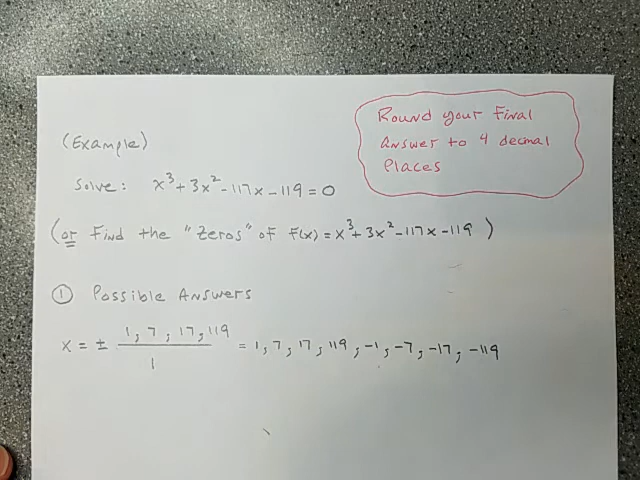 (Example)
Round your final
Answer to 4 decmal
Places
Solve: x³+3x²-117x-119=0
(or Find the "Zeros" of f(x)=x³+3x²-117x-119)
① Possible Answers
x = ± 1, 7, 17, 119 / 1 = 1, 7, 17, 119, -1, -7, -17, -119